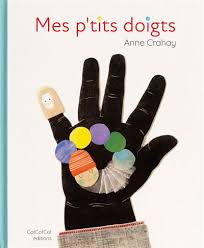 Mes p'tits doigts
Anne Crahay
CotCotCot
éditions